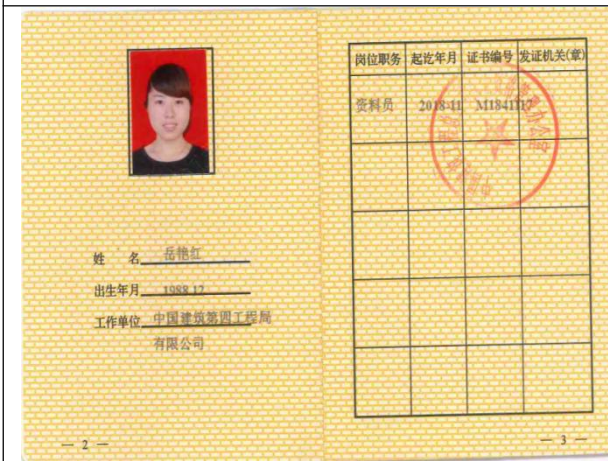 姓 名 岳艳红
出生年月 1988.12
工作单位 中国建筑第四工程局
有限公司
— 2 —
岗位职务 起讫年月 证书编号 发证机关(章)
资料员 2018.11 M1841117
— 3 —